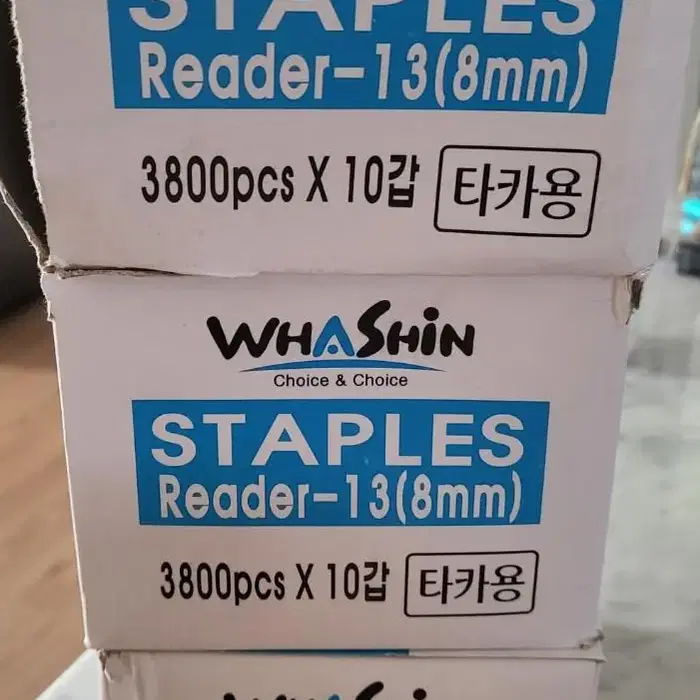 STAPLES
Reader-13(8mm)
3800pcs X 10갑 타카용
WHASHIN
Choice & Choice
STAPLES
Reader-13(8mm)
3800pcs X 10갑 타카용